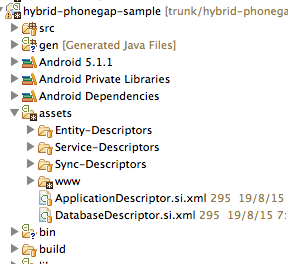 hybrid-phonegap-sample [trunk/hybrid-phonega
src
gen [Generated Java Files]
Android 5.1.1
Android Private Libraries
Android Dependencies
assets
Entity-Descriptors
Service-Descriptors
Sync-Descriptors
www
ApplicationDescriptor.si.xml 295 19/8/15
DatabaseDescriptor.si.xml 295 19/8/15 7:
bin
build